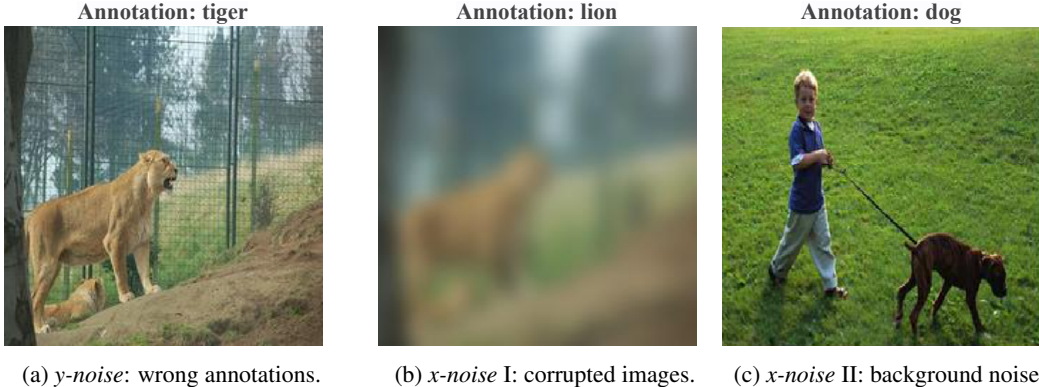 Annotation: tiger
Annotation: lion
Annotation: dog
(a) y-noise: wrong annotations.
(b) x-noise I: corrupted images.
(c) x-noise II: background noise